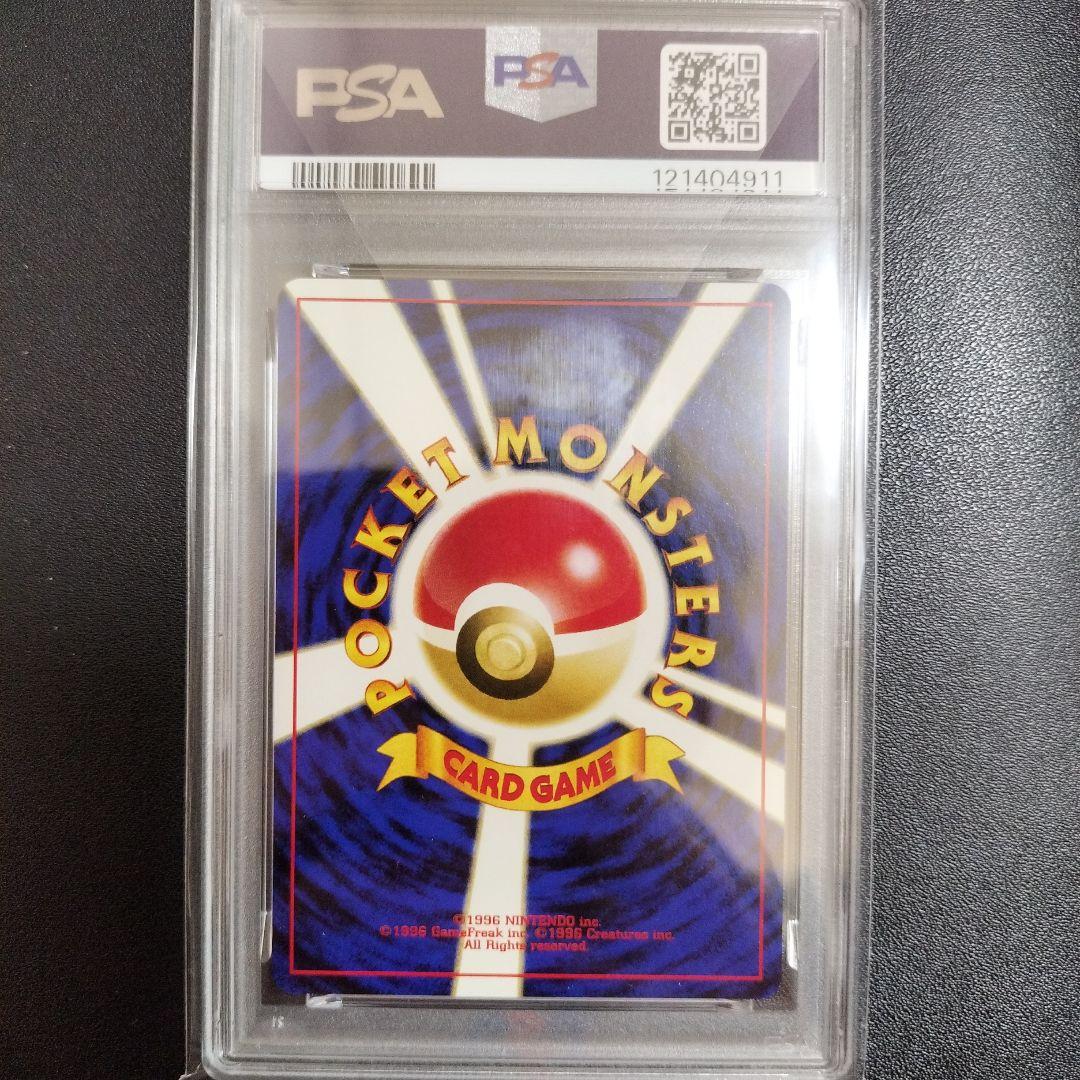 PSA
PSA
121404911
POCKET MONSTERS
CARD GAME
©1996 NINTENDO inc.
©1996 GameFreak inc. ©1996 Creatures inc.
All Rights reserved.